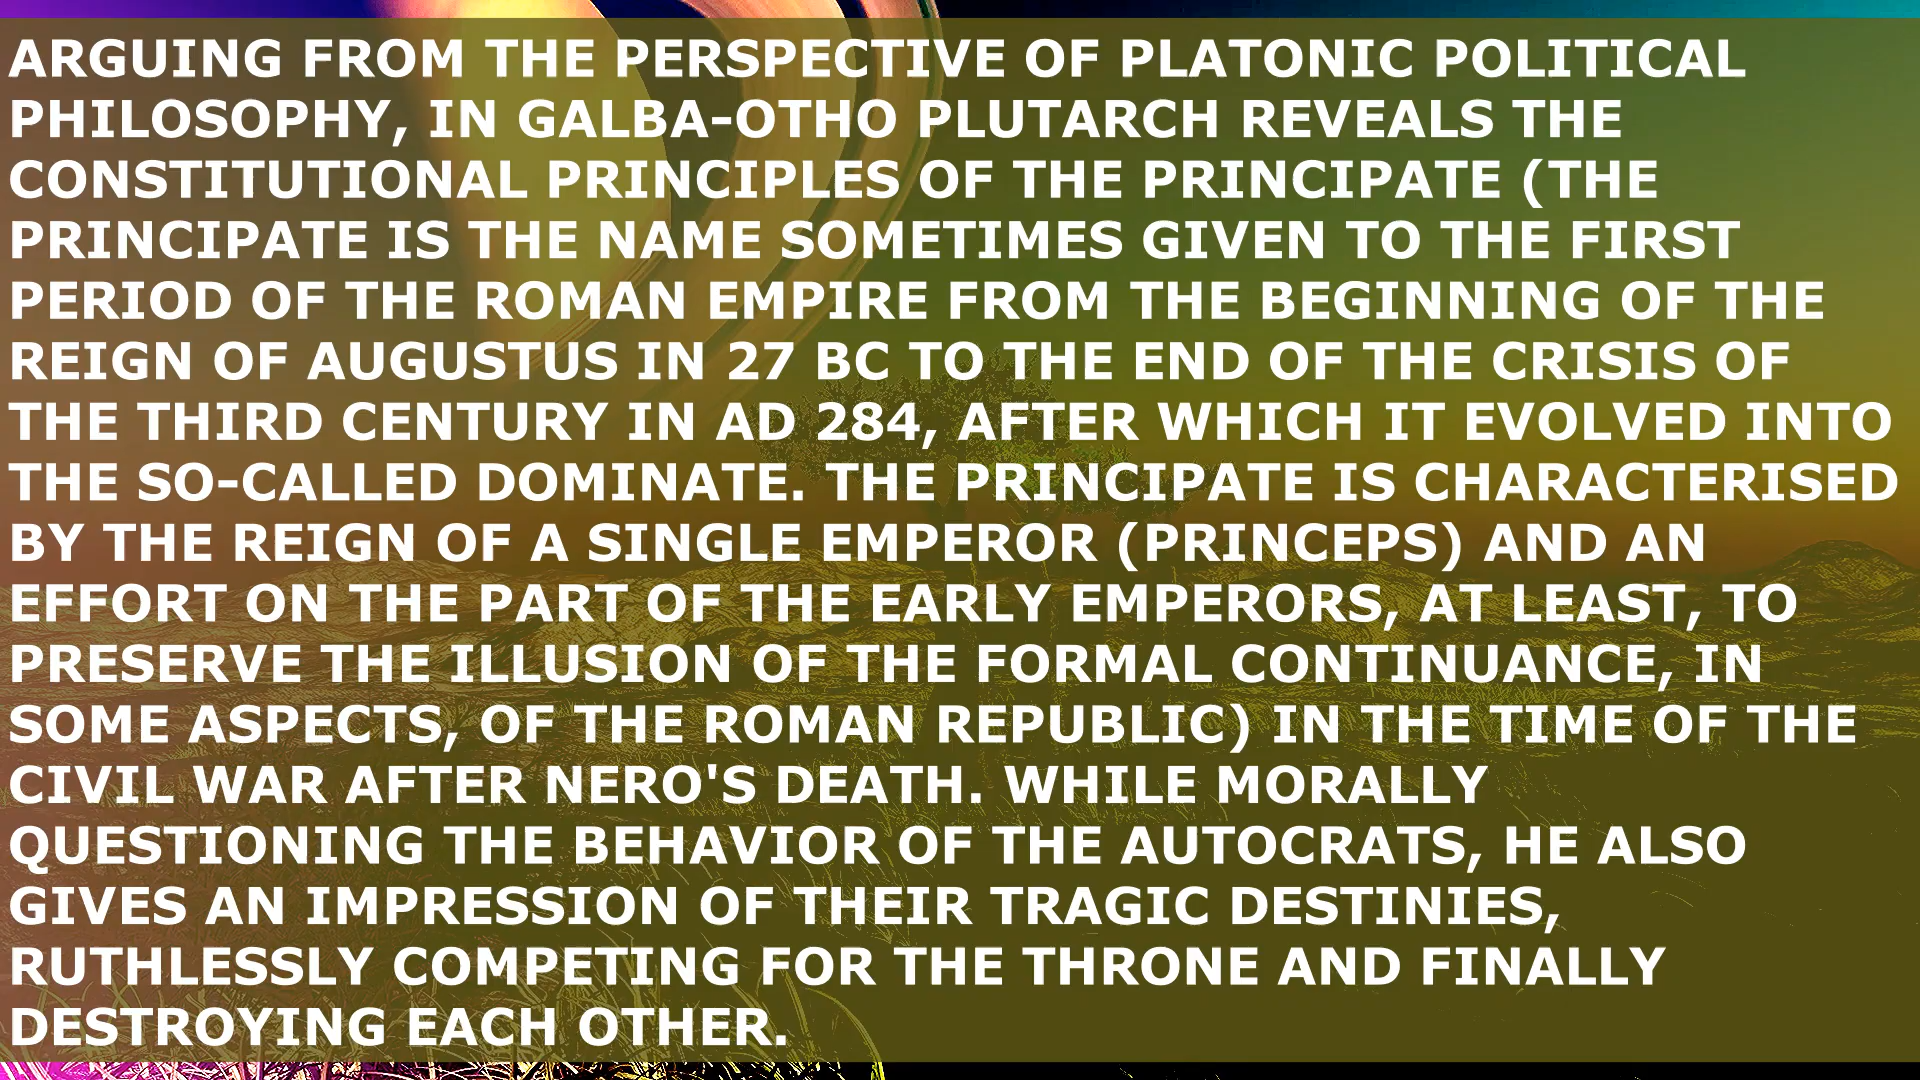 ARGUING FROM THE PERSPECTIVE OF PLATONIC POLITICAL
PHILOSOPHY, IN GALBA-OTHO PLUTARCH REVEALS THE
CONSTITUTIONAL PRINCIPLES OF THE PRINCIPATE (THE
PRINCIPATE IS THE NAME SOMETIMES GIVEN TO THE FIRST
PERIOD OF THE ROMAN EMPIRE FROM THE BEGINNING OF THE
REIGN OF AUGUSTUS IN 27 BC TO THE END OF THE CRISIS OF
THE THIRD CENTURY IN AD 284, AFTER WHICH IT EVOLVED INTO
THE SO-CALLED DOMINATE. THE PRINCIPATE IS CHARACTERISED
BY THE REIGN OF A SINGLE EMPEROR (PRINCEPS) AND AN
EFFORT ON THE PART OF THE EARLY EMPERORS, AT LEAST, TO
PRESERVE THE ILLUSION OF THE FORMAL CONTINUANCE, IN
SOME ASPECTS, OF THE ROMAN REPUBLIC) IN THE TIME OF THE
CIVIL WAR AFTER NERO'S DEATH. WHILE MORALLY
QUESTIONING THE BEHAVIOR OF THE AUTOCRATS, HE ALSO
GIVES AN IMPRESSION OF THEIR TRAGIC DESTINIES,
RUTHLESSLY COMPETING FOR THE THRONE AND FINALLY
DESTROYING EACH OTHER.